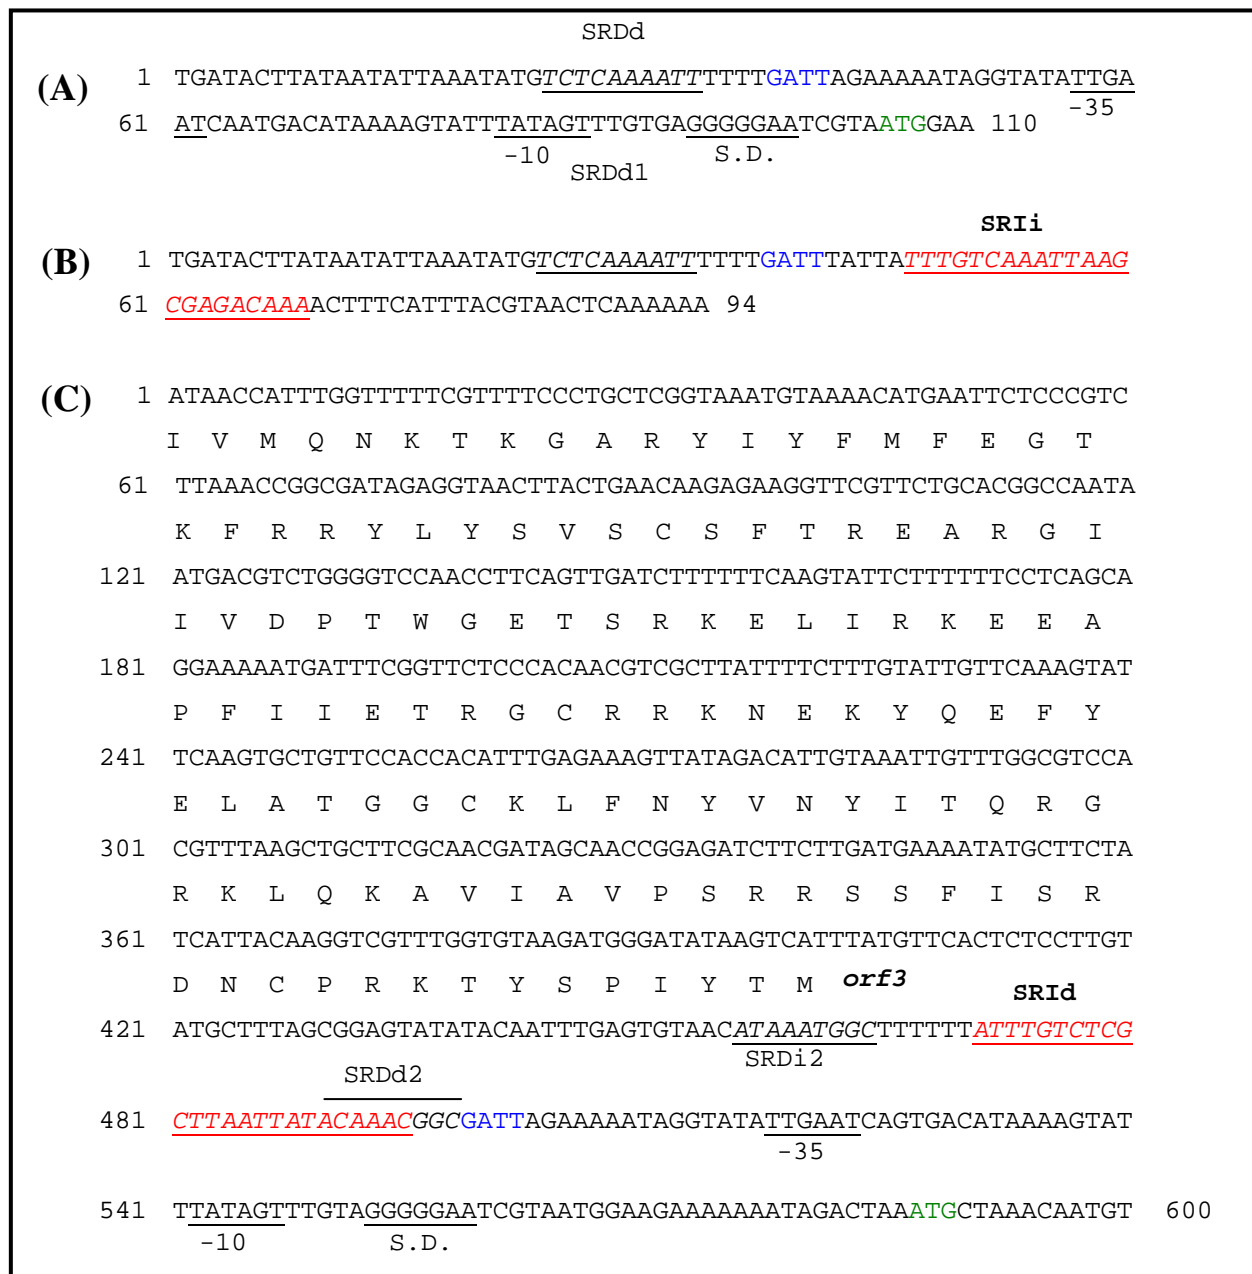 SRDd
(A) 1 TGATACTTATAATATTAAATATGTCTCAAAATTTTTTGATTAGAAAAATAGGTATATTGA
-35
61 ATCAATGACATAAAAGTATTTATAGTTTGTGAGGGGGAATCGTAATGGAA 110
-10 S.D.
SRDd1
SRIi
(B) 1 TGATACTTATAATATTAAATATGTCTCAAAATTTTTTGATTTATTATTTGTCAAATTAAG
61 CGAGACAAAACTTTCATTTACGTAACTCAAAAAA 94
(C) 1 ATAACCATTTGGTTTTTCGTTTTCCCTGCTCGGTAAATGTAAAACATGAATTCTCCCGTC
I V M Q N K T K G A R Y I Y F M F E G T
61 TTAAACCGGCGATAGAGGTAACTTACTGAACAAGAGAAGGTTCGTTCTGCACGGCCAATA
K F R R Y L Y S V S C S F T R E A R G I
121 ATGACGTCTGGGGTCCAACCTTCAGTTGATCTTTTTTCAAGTATTCTTTTTTCCTCAGCA
I V D P T W G E T S R K E L I R K E E A
181 GGAAAAATGATTTCGGTTCTCCCACAACGTCGCTTATTTTCTTTGTATTGTTCAAAGTAT
P F I I E T R G C R R K N E K Y Q E F Y
241 TCAAGTGCTGTTCCACCACATTTGAGAAAGTTATAGACATTGTAAATTGTTTGGCGTCCA
E L A T G G C K L F N Y V N Y I T Q R G
301 CGTTTAAGCTGCTTCGCAACGATAGCAACCGGAGATCTTCTTGATGAAAATATGCTTCTA
R K L Q K A V I A V P S R R S S F I S R
361 TCATTACAAGGTCGTTTGGTGTAAGATGGGATATAAGTCATTTATGTTCACTCTCCTTGT
D N C P R K T Y S P I Y T M orf3
SRId
421 ATGCTTTAGCGGAGTATATACAATTTGAGTGTAACATAAATGGCTTTTTTATTTGTCTCG
SRDi2
SRDd2
481 CTTAATTATACAAACGGCGATTAGAAAAATAGGTATATTGAATCAGTGACATAAAAGTAT
-35
541 TTATAGTTTGTAGGGGGAATCGTAATGGAAGAAAAAAATAGACTAAATGCTAAACAATGT 600
-10 S.D.